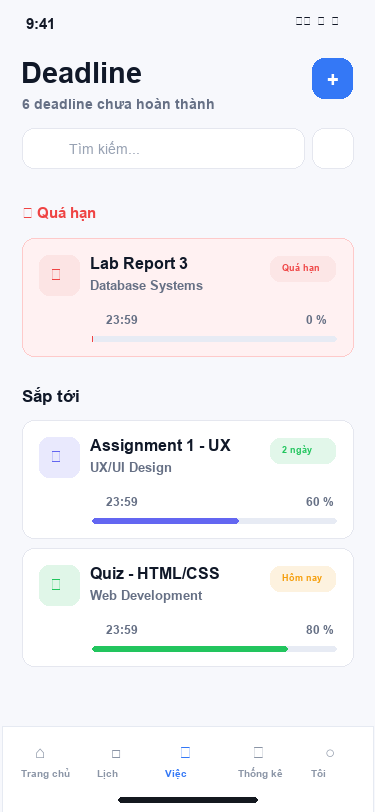 9:41
Deadline
+
6 deadline chưa hoàn thành
Tìm kiếm...
Quá hạn
Lab Report 3
Quá hạn
Database Systems
23:59 0 %
Sắp tới
Assignment 1 - UX
2 ngày
UX/UI Design
23:59 60 %
Quiz - HTML/CSS
Hôm nay
Web Development
23:59 80 %
Trang chủ Lịch Việc Thống kê Tôi